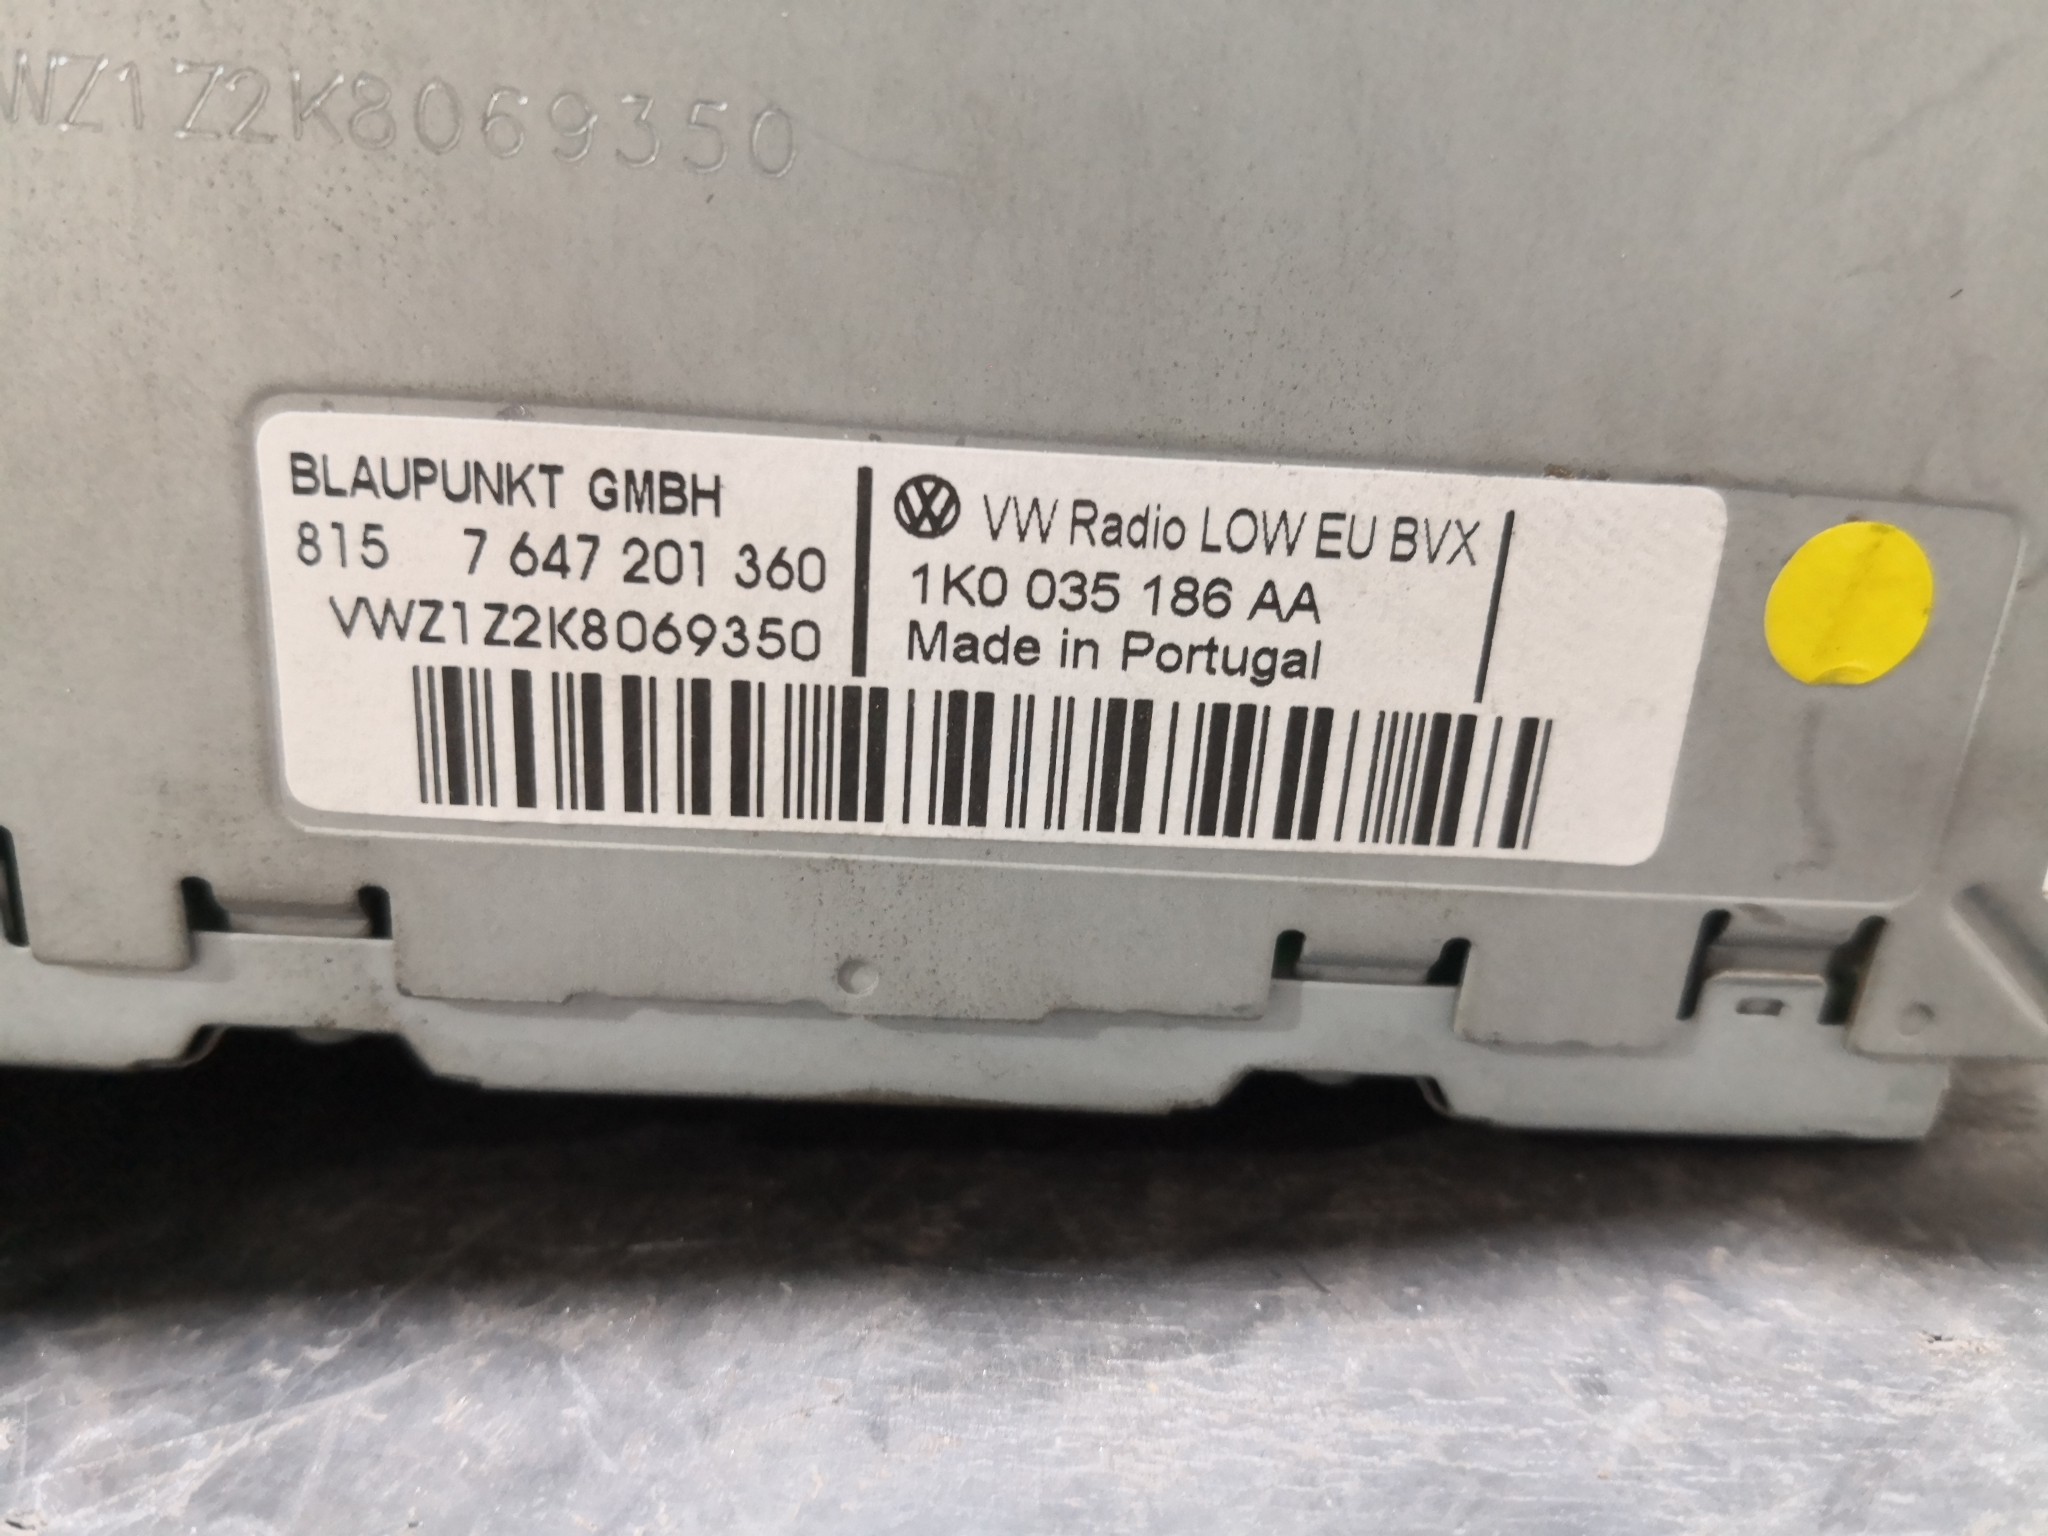 WZ1Z2K8069350
BLAUPUNKT GMBH
815 7 647 201 360
VWZ1Z2K8069350
VW Radio LOW EU BVX
1K0 035 186 AA
Made in Portugal